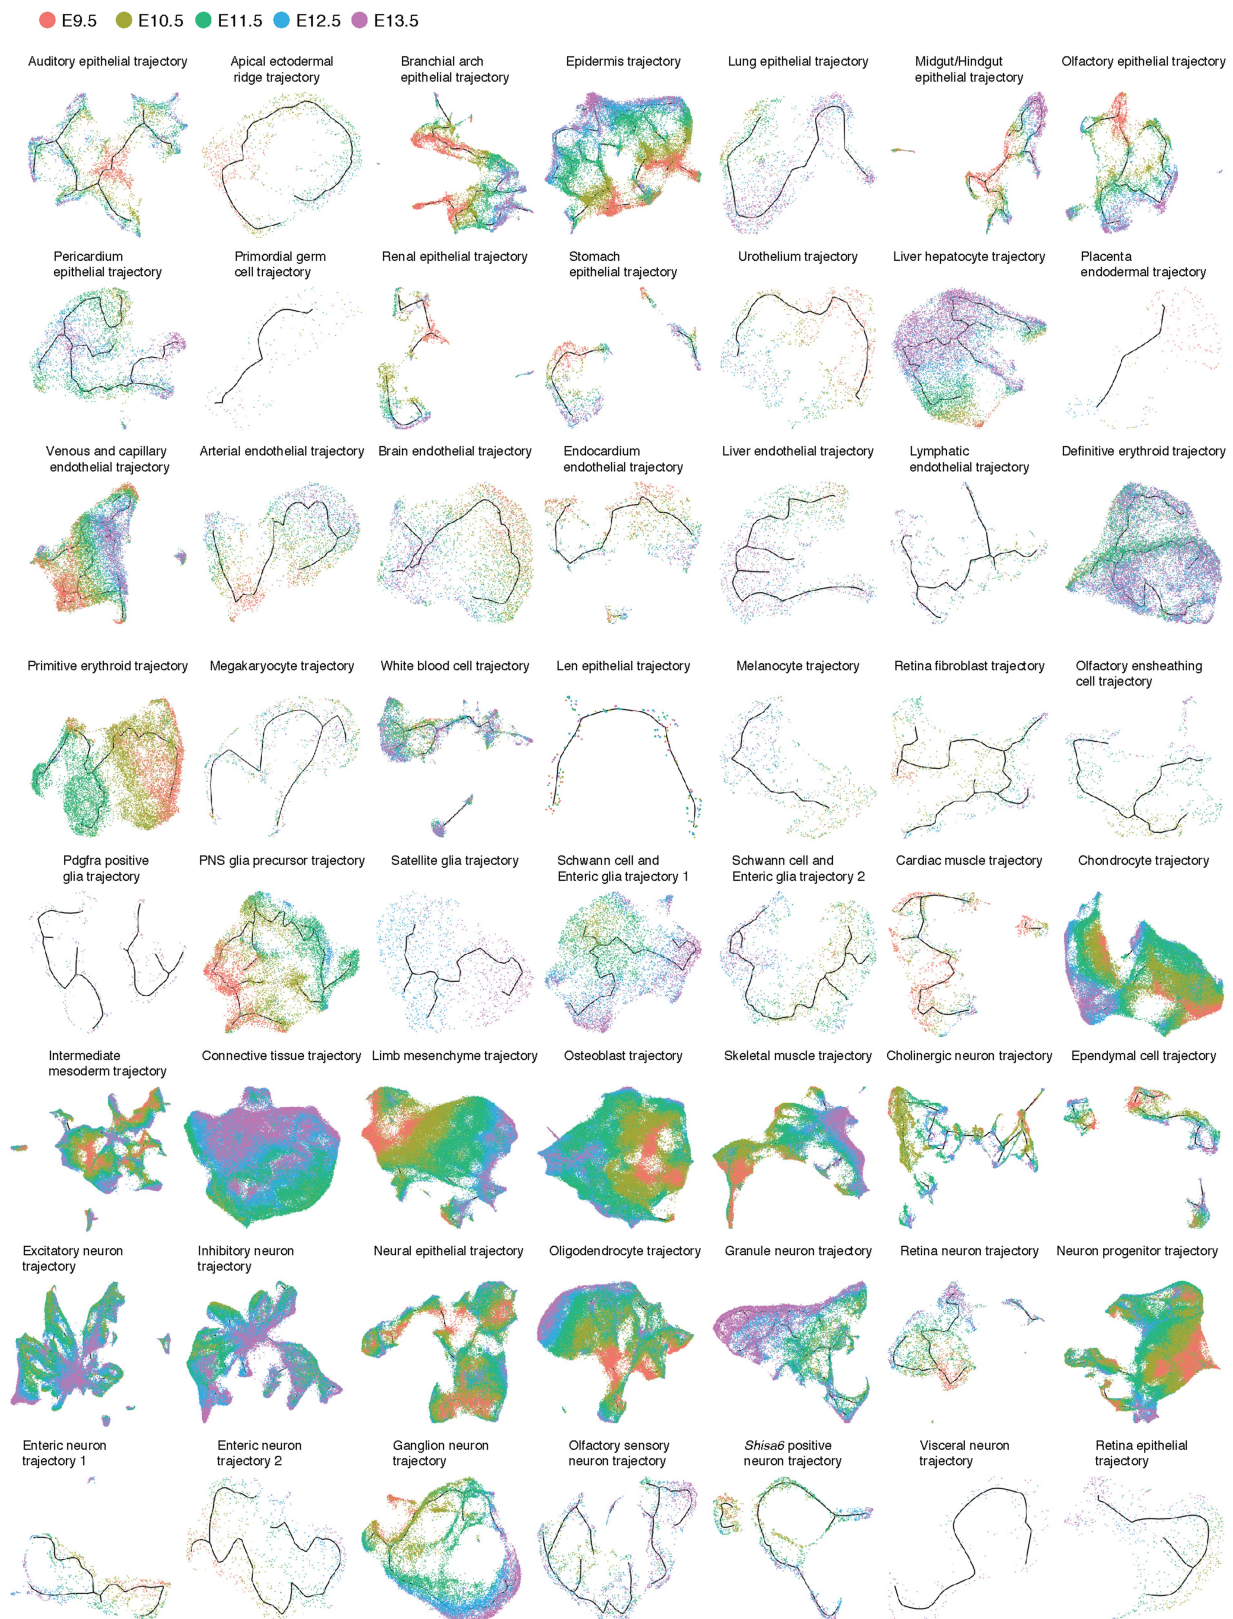 E9.5 E10.5 E11.5 E12.5 E13.5
Auditory epithelial trajectory
Apical ectodermal
ridge trajectory
Branchial arch
epithelial trajectory
Epidermis trajectory
Lung epithelial trajectory
Midgut/Hindgut
epithelial trajectory
Olfactory epithelial trajectory
Pericardium
epithelial trajectory
Primordial germ
cell trajectory
Renal epithelial trajectory
Stomach
epithelial trajectory
Urothelium trajectory
Liver hepatocyte trajectory
Placenta
endodermal trajectory
Venous and capillary
endothelial trajectory
Arterial endothelial trajectory
Brain endothelial trajectory
Endocardium
endothelial trajectory
Liver endothelial trajectory
Lymphatic
endothelial trajectory
Definitive erythroid trajectory
Primitive erythroid trajectory
Megakaryocyte trajectory
White blood cell trajectory
Len epithelial trajectory
Melanocyte trajectory
Retina fibroblast trajectory
Olfactory ensheathing
cell trajectory
Pdgfra positive
glia trajectory
PNS glia precursor trajectory
Satellite glia trajectory
Schwann cell and
Enteric glia trajectory 1
Schwann cell and
Enteric glia trajectory 2
Cardiac muscle trajectory
Chondrocyte trajectory
Intermediate
mesoderm trajectory
Connective tissue trajectory
Limb mesenchyme trajectory
Osteoblast trajectory
Skeletal muscle trajectory
Cholinergic neuron trajectory
Ependymal cell trajectory
Excitatory neuron
trajectory
Inhibitory neuron
trajectory
Neural epithelial trajectory
Oligodendrocyte trajectory
Granule neuron trajectory
Retina neuron trajectory
Neuron progenitor trajectory
Enteric neuron
trajectory 1
Enteric neuron
trajectory 2
Ganglion neuron
trajectory
Olfactory sensory
neuron trajectory
Shisa6 positive
neuron trajectory
Visceral neuron
trajectory
Retina epithelial
trajectory